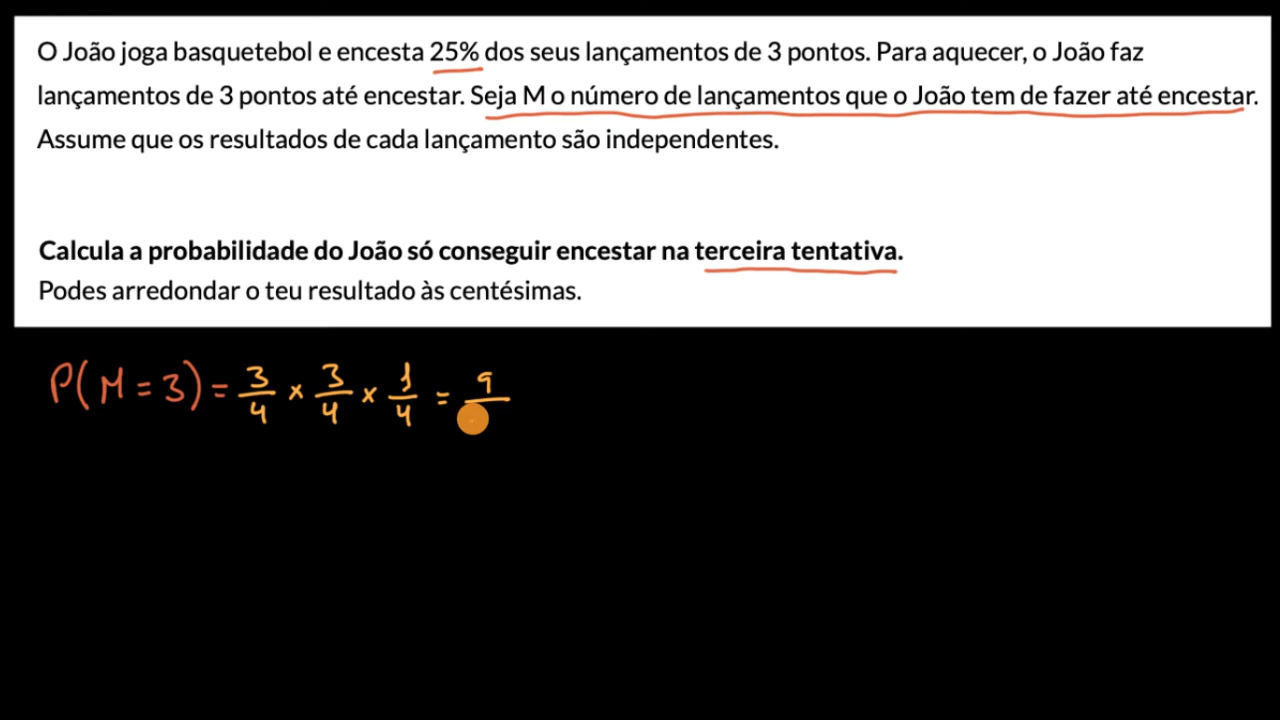 O João joga basquetebol e encesta 25% dos seus lançamentos de 3 pontos. Para aquecer, o João faz
lançamentos de 3 pontos até encestar. Seja M o número de lançamentos que o João tem de fazer até encestar.
Assume que os resultados de cada lançamento são independentes.
Calcula a probabilidade do João só conseguir encestar na terceira tentativa.
Podes arredondar o teu resultado às centésimas.
P(M = 3) = 3/4 × 3/4 × 1/4 = 9/